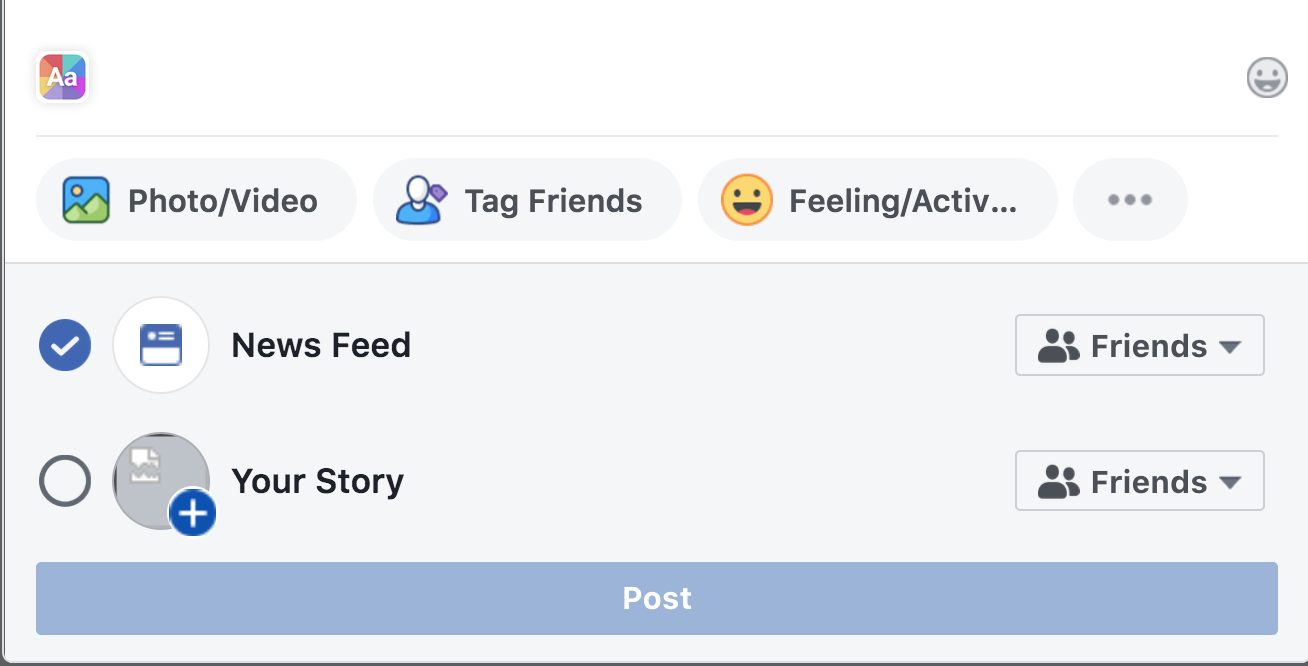 Aa
Photo/Video
Tag Friends
Feeling/Activ...
News Feed
Friends
Your Story
Friends
Post